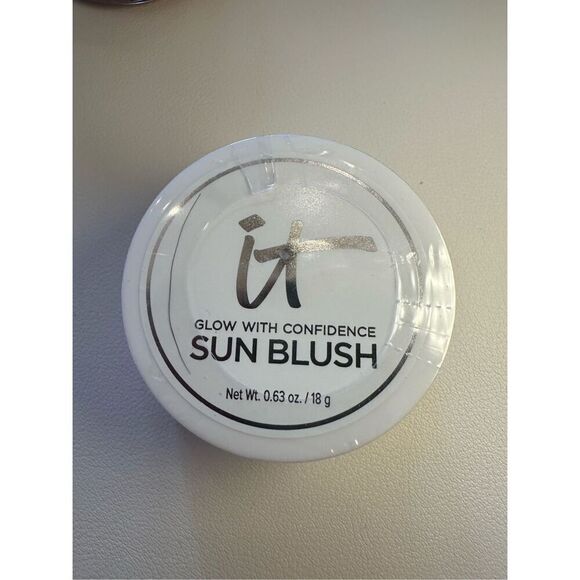 it
GLOW WITH CONFIDENCE
SUN BLUSH
Net Wt. 0.63 oz. / 18 g